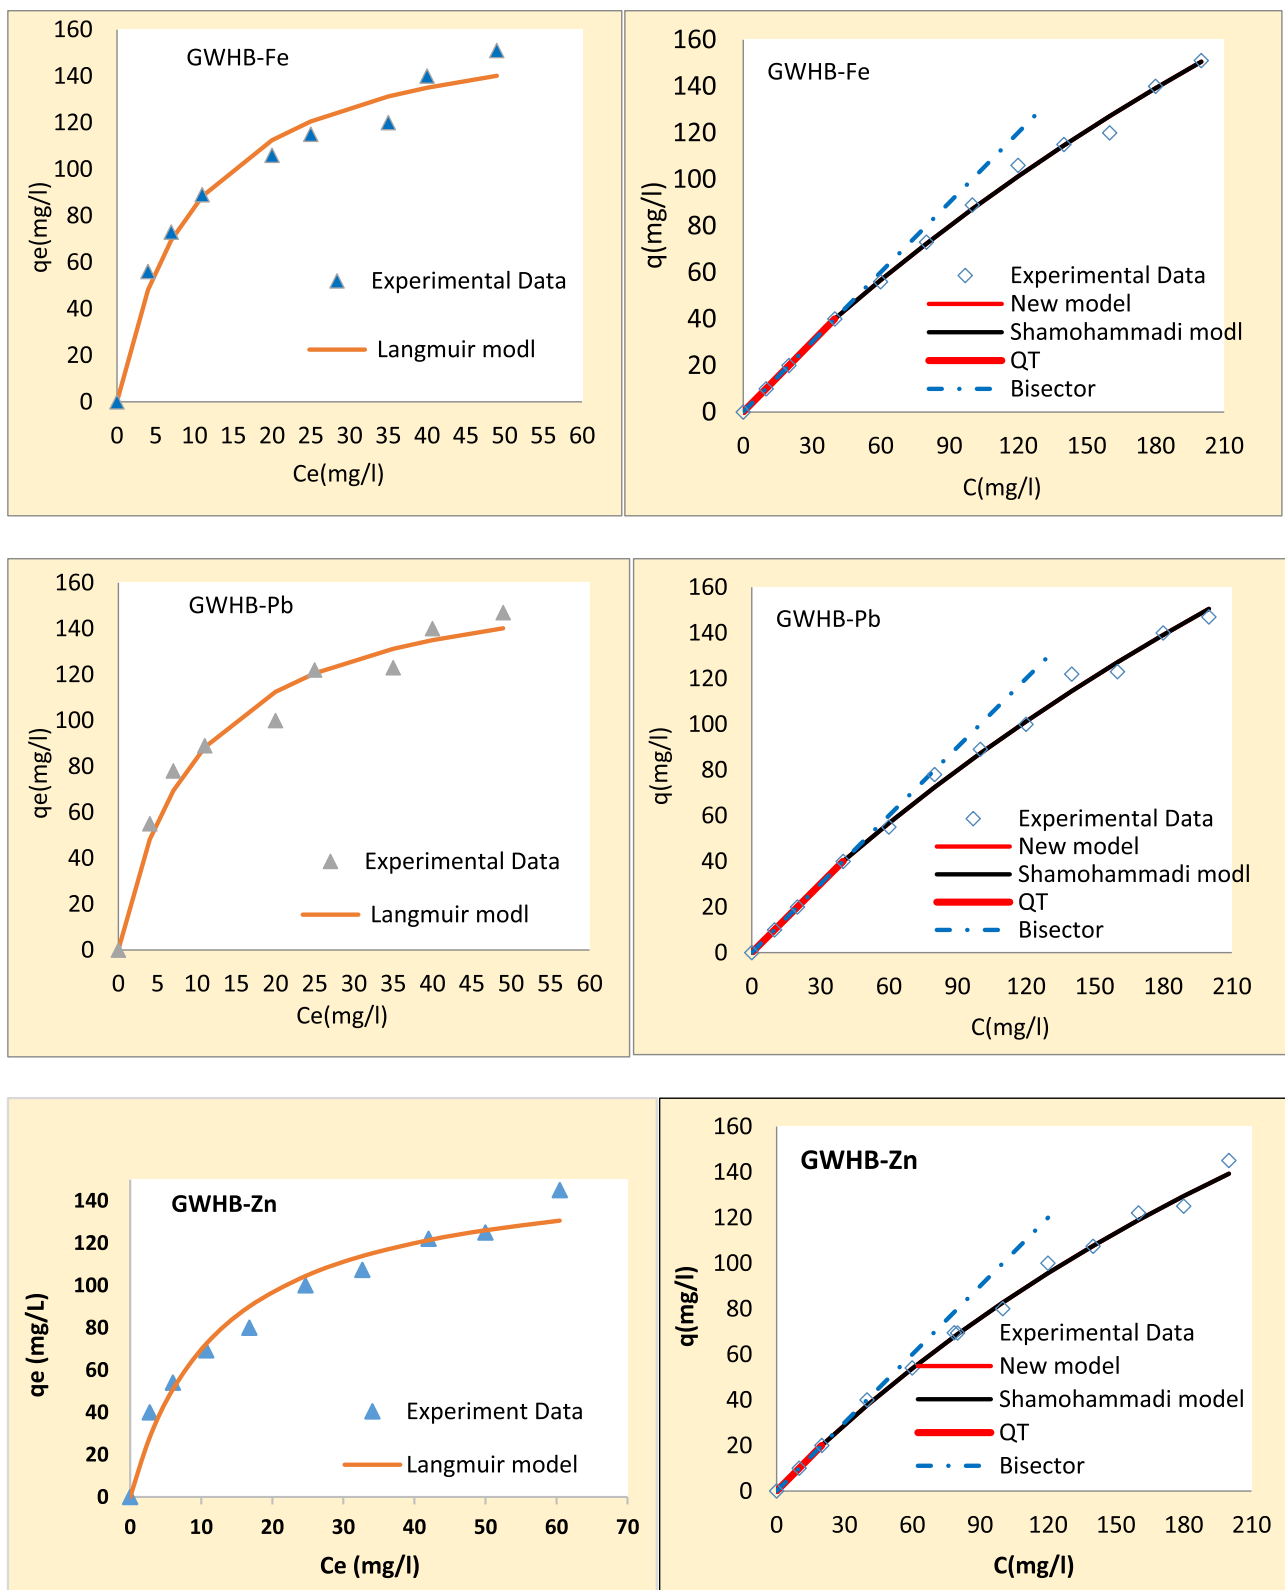 GWHB-Fe
160
140
120
100
80
60
40
20
0
qe(mg/l)
Experimental Data
Langmuir modl
0 5 10 15 20 25 30 35 40 45 50 55 60
Ce(mg/l)
GWHB-Fe
160
140
120
100
80
60
40
20
0
q(mg/l)
Experimental Data
New model
Shamohammadi modl
QT
Bisector
0 30 60 90 120 150 180 210
C(mg/l)
GWHB-Pb
160
140
120
100
80
60
40
20
0
qe(mg/l)
Experimental Data
Langmuir modl
0 5 10 15 20 25 30 35 40 45 50 55 60
Ce(mg/l)
GWHB-Pb
160
140
120
100
80
60
40
20
0
q(mg/l)
Experimental Data
New model
Shamohammadi modl
QT
Bisector
0 30 60 90 120 150 180 210
C(mg/l)
GWHB-Zn
140
120
100
80
60
40
20
0
qe (mg/L)
Experiment Data
Langmuir model
0 10 20 30 40 50 60 70
Ce (mg/l)
GWHB-Zn
160
140
120
100
80
60
40
20
0
q(mg/l)
Experimental Data
New model
Shamohammadi model
QT
Bisector
0 30 60 90 120 150 180 210
C(mg/l)